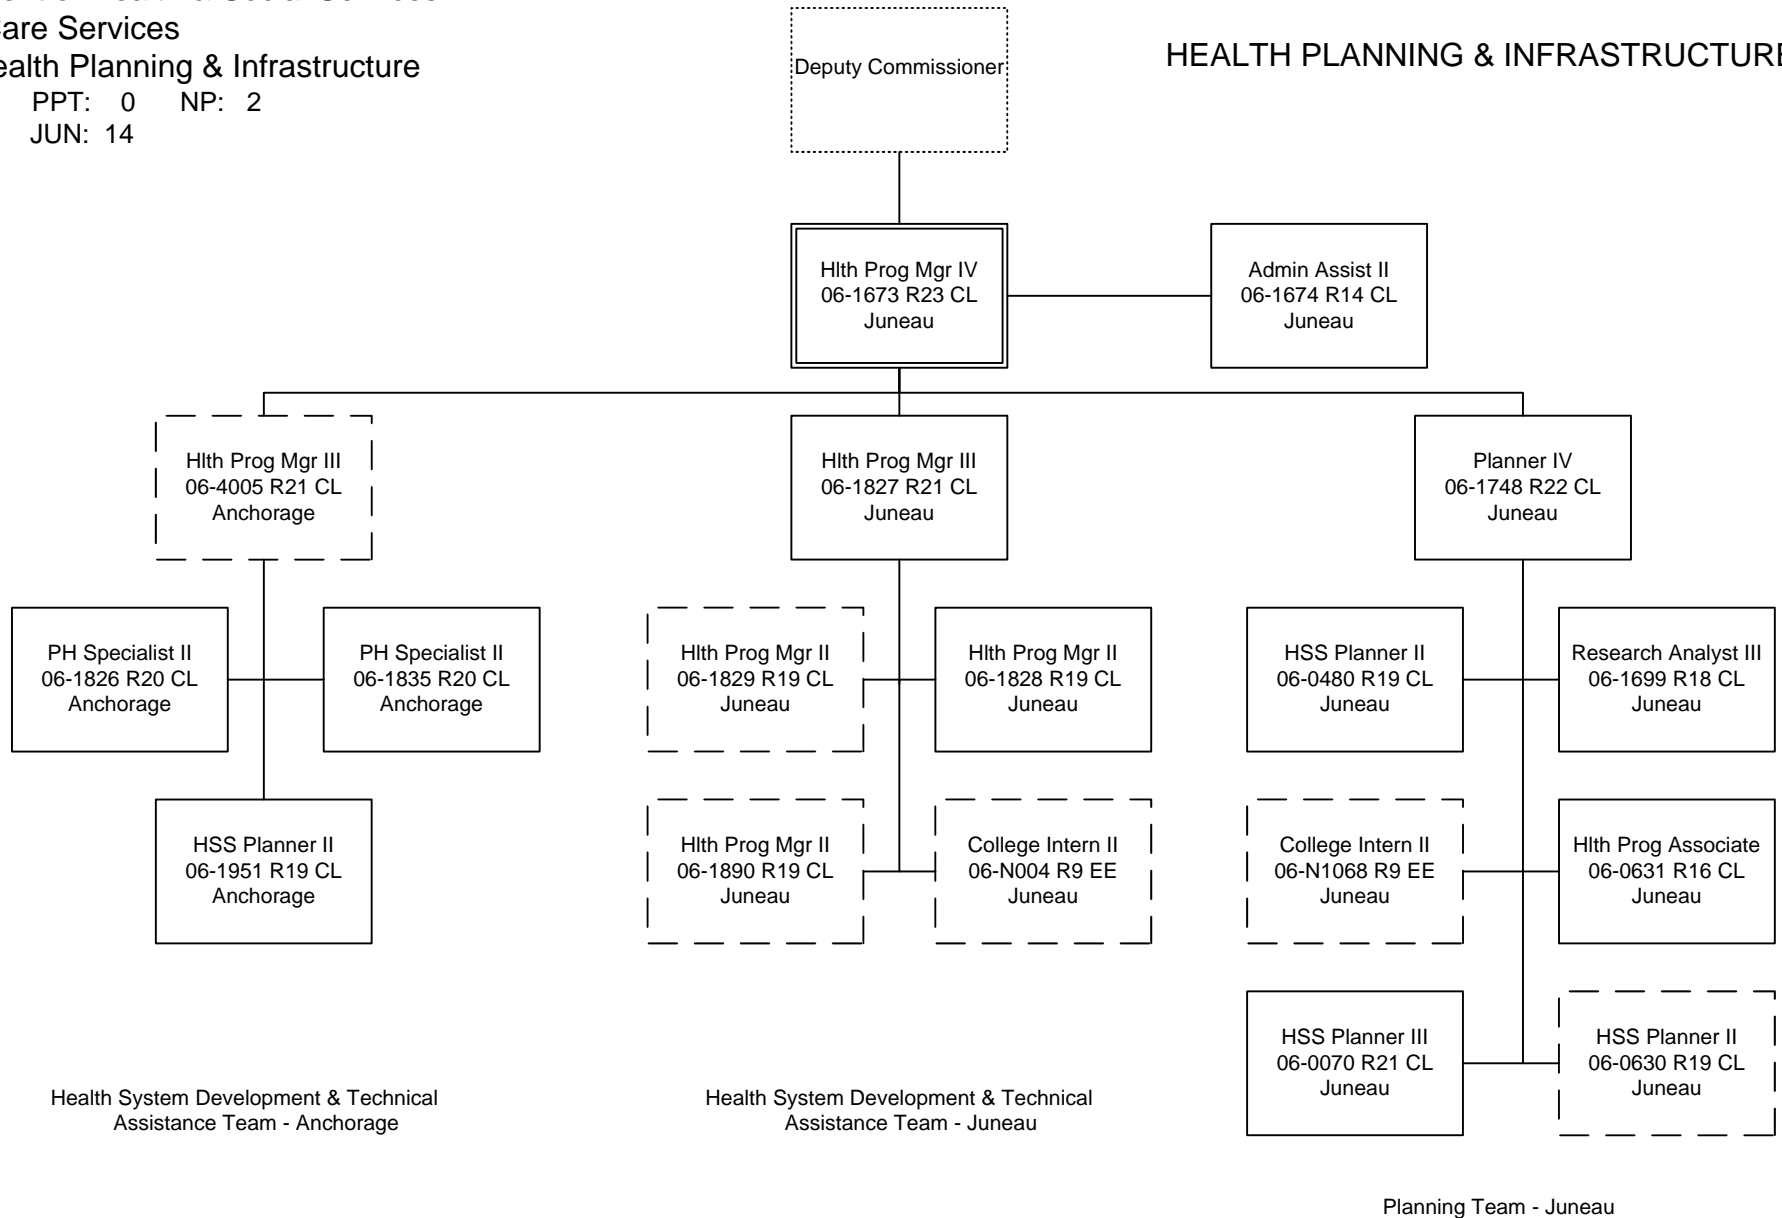 Care Services
Health Planning & Infrastructure
PPT: 0 NP: 2
JUN: 14
HEALTH PLANNING & INFRASTRUCTURE
Deputy Commissioner
Hlth Prog Mgr IV
06-1673 R23 CL
Juneau
Admin Assist II
06-1674 R14 CL
Juneau
Hlth Prog Mgr III
06-4005 R21 CL
Anchorage
Hlth Prog Mgr III
06-1827 R21 CL
Juneau
Planner IV
06-1748 R22 CL
Juneau
PH Specialist II
06-1826 R20 CL
Anchorage
PH Specialist II
06-1835 R20 CL
Anchorage
Hlth Prog Mgr II
06-1829 R19 CL
Juneau
Hlth Prog Mgr II
06-1828 R19 CL
Juneau
HSS Planner II
06-0480 R19 CL
Juneau
Research Analyst III
06-1699 R18 CL
Juneau
HSS Planner II
06-1951 R19 CL
Anchorage
Hlth Prog Mgr II
06-1890 R19 CL
Juneau
College Intern II
06-N004 R9 EE
Juneau
College Intern II
06-N1068 R9 EE
Juneau
Hlth Prog Associate
06-0631 R16 CL
Juneau
HSS Planner III
06-0070 R21 CL
Juneau
HSS Planner II
06-0630 R19 CL
Juneau
Health System Development & Technical
Assistance Team - Anchorage
Health System Development & Technical
Assistance Team - Juneau
Planning Team - Juneau